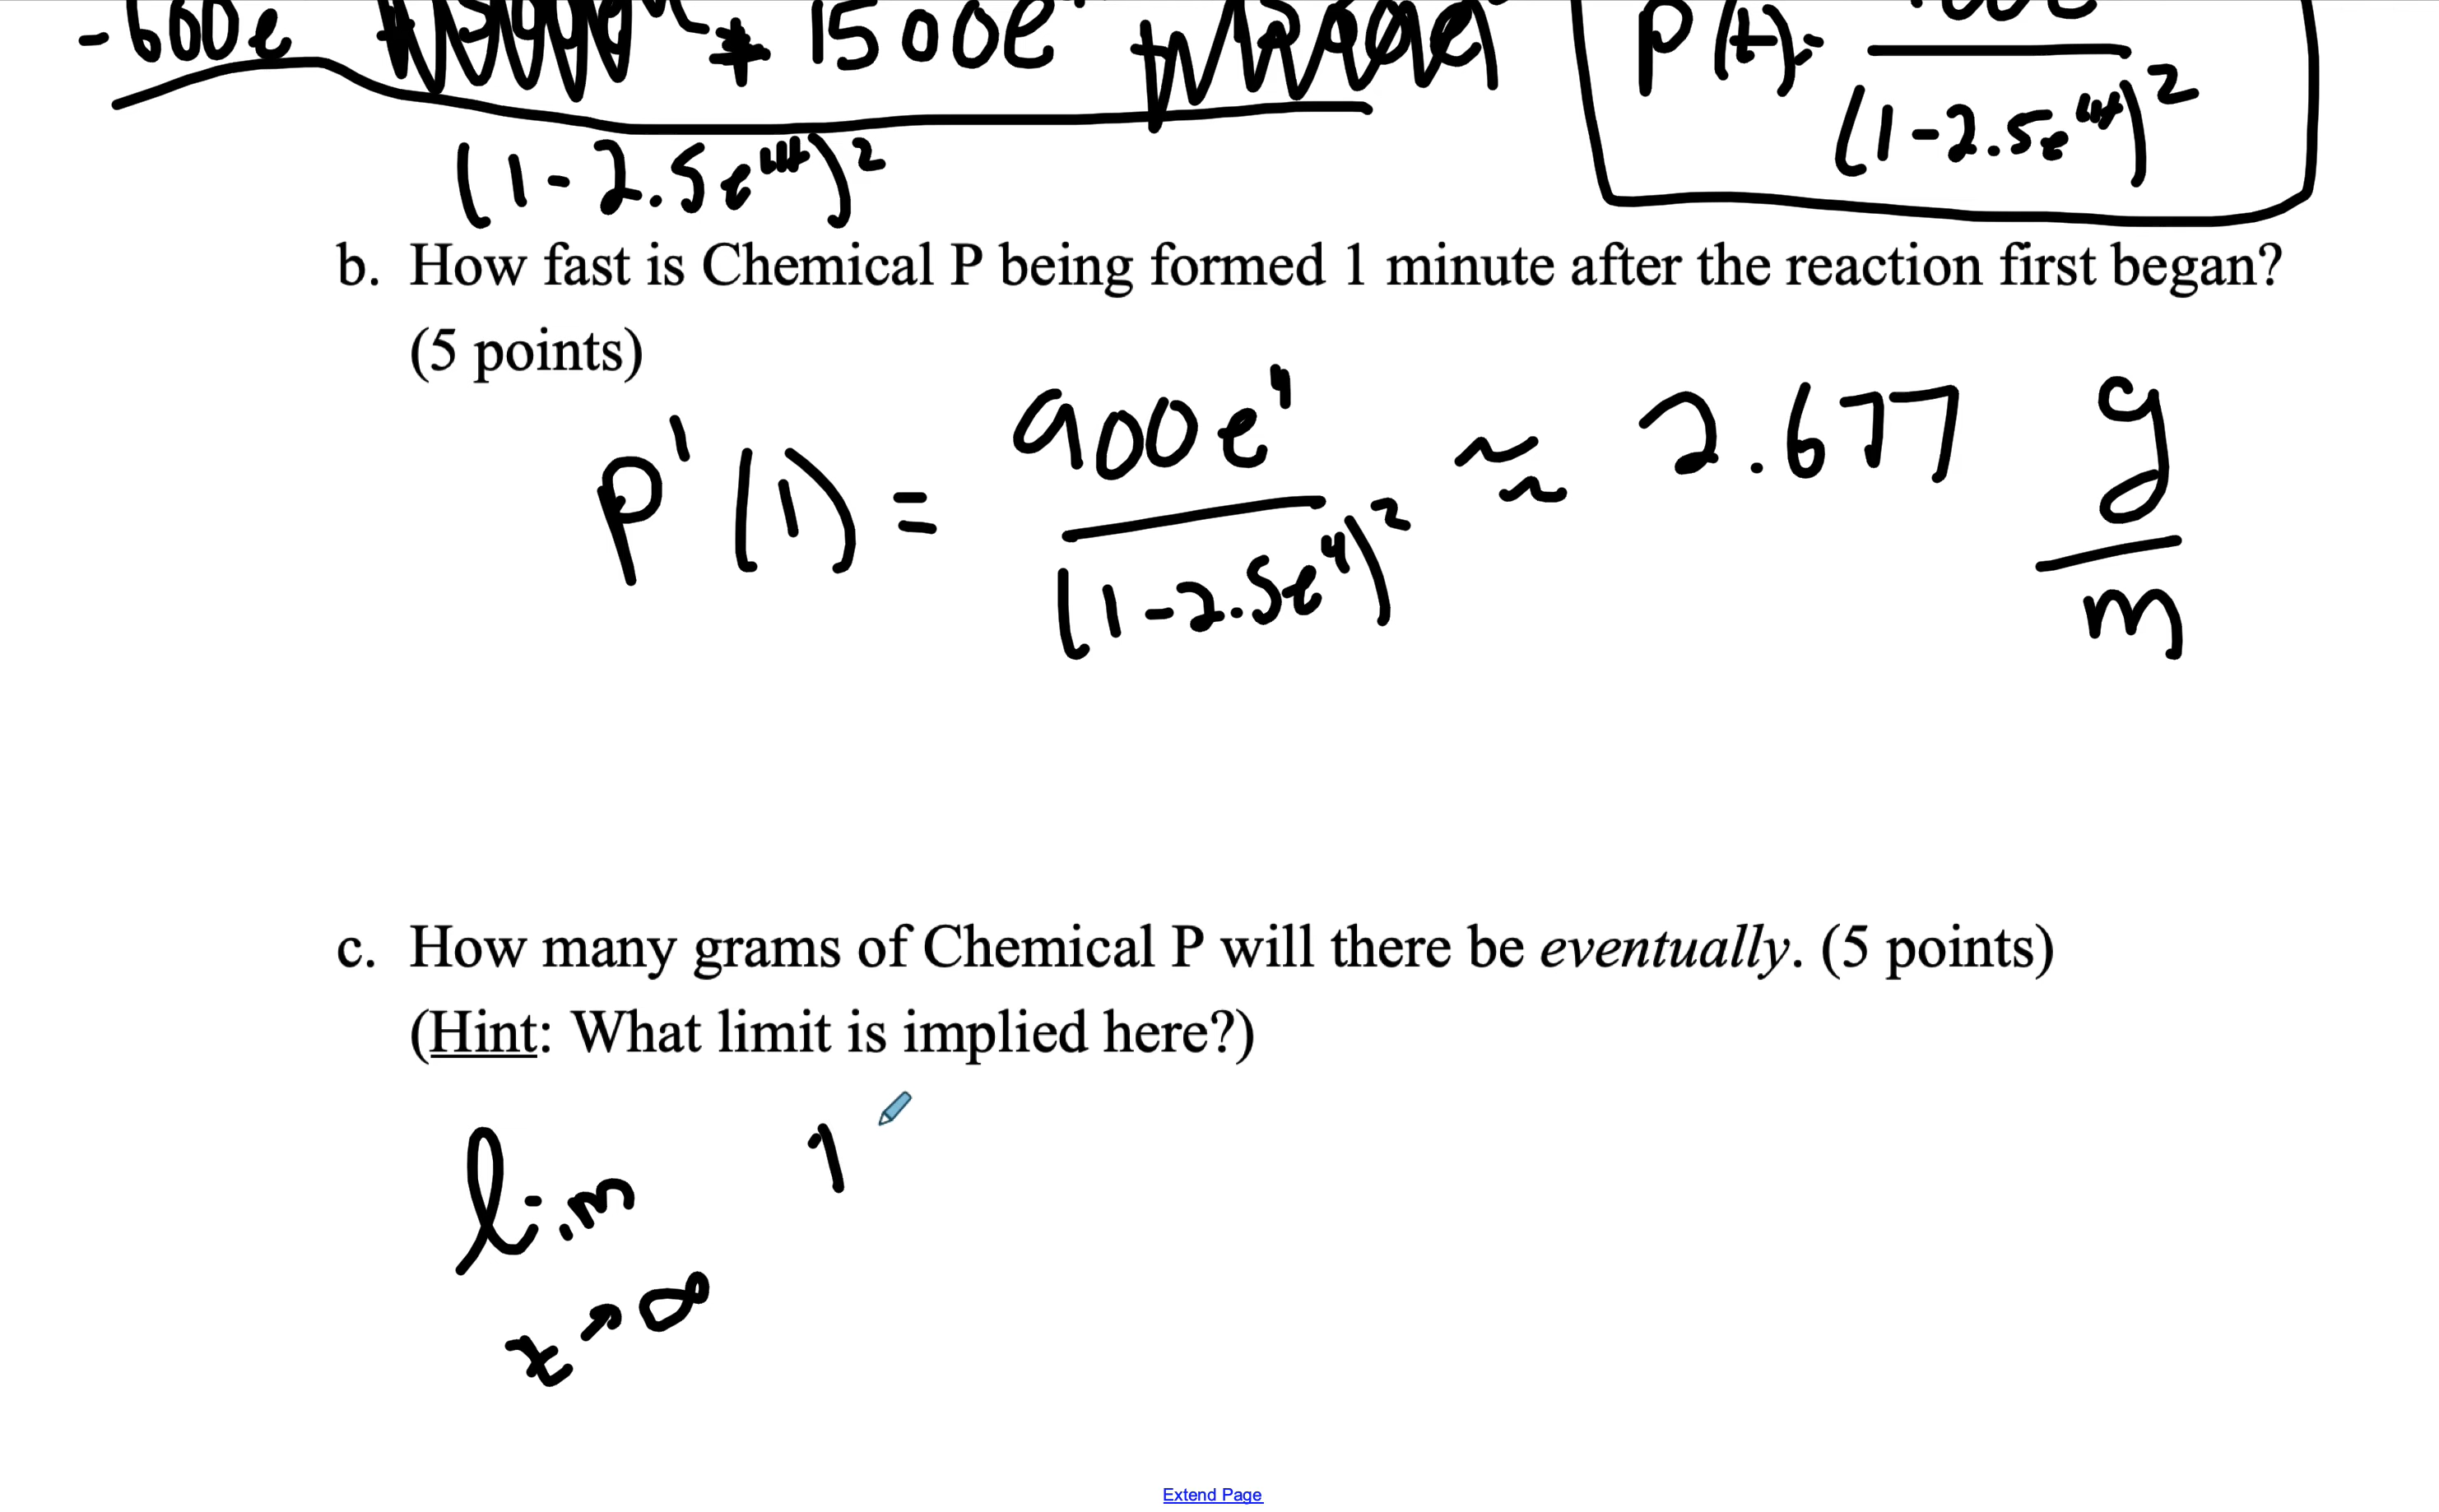 -600e + 1500e P'(t) =
(1-2.5e^4t)^2 (1-2.5e^4t)^2
b. How fast is Chemical P being formed 1 minute after the reaction first began?
(5 points)
P'(1) = 900e^4 / (1-2.5e^4)^2 ≈ 2.677 g/m
c. How many grams of Chemical P will there be eventually. (5 points)
(Hint: What limit is implied here?)
lim 1
t→∞
Extend Page